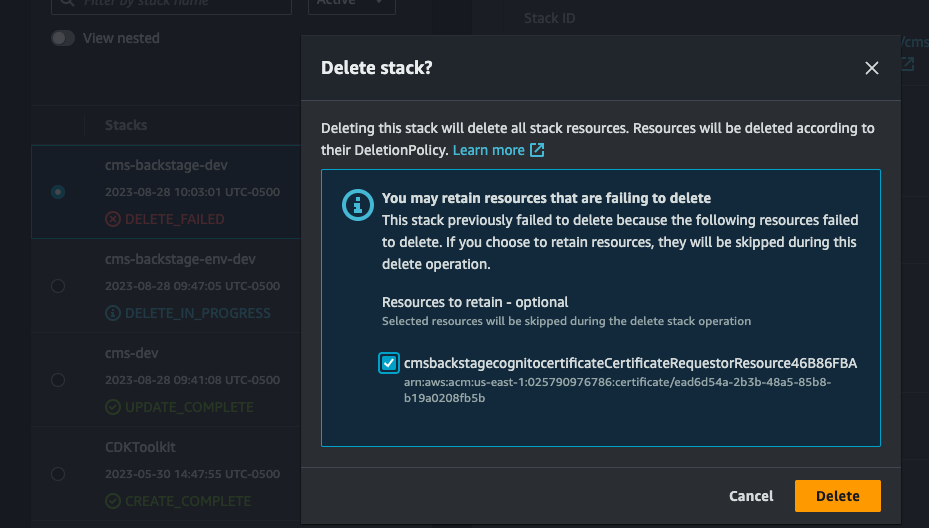 Filter by stack name
Active
Stack ID
View nested
/cms
Stacks
cms-backstage-dev
2023-08-28 10:03:01 UTC-0500
DELETE_FAILED
cms-backstage-env-dev
2023-08-28 09:47:05 UTC-0500
DELETE_IN_PROGRESS
cms-dev
2023-08-28 09:41:08 UTC-0500
UPDATE_COMPLETE
CDKToolkit
2023-05-30 14:47:55 UTC-0500
CREATE_COMPLETE
Delete stack?
Deleting this stack will delete all stack resources. Resources will be deleted according to
their DeletionPolicy. Learn more
You may retain resources that are failing to delete
This stack previously failed to delete because the following resources failed
to delete. If you choose to retain resources, they will be skipped during this
delete operation.
Resources to retain - optional
Selected resources will be skipped during the delete stack operation
cmsbackstagecognitocertificateCertificateRequestorResource46B86FBA
arn:aws:acm:us-east-1:025790976786:certificate/ead6d54a-2b3b-48a5-85b8-
b19a0208fb5b
Cancel
Delete